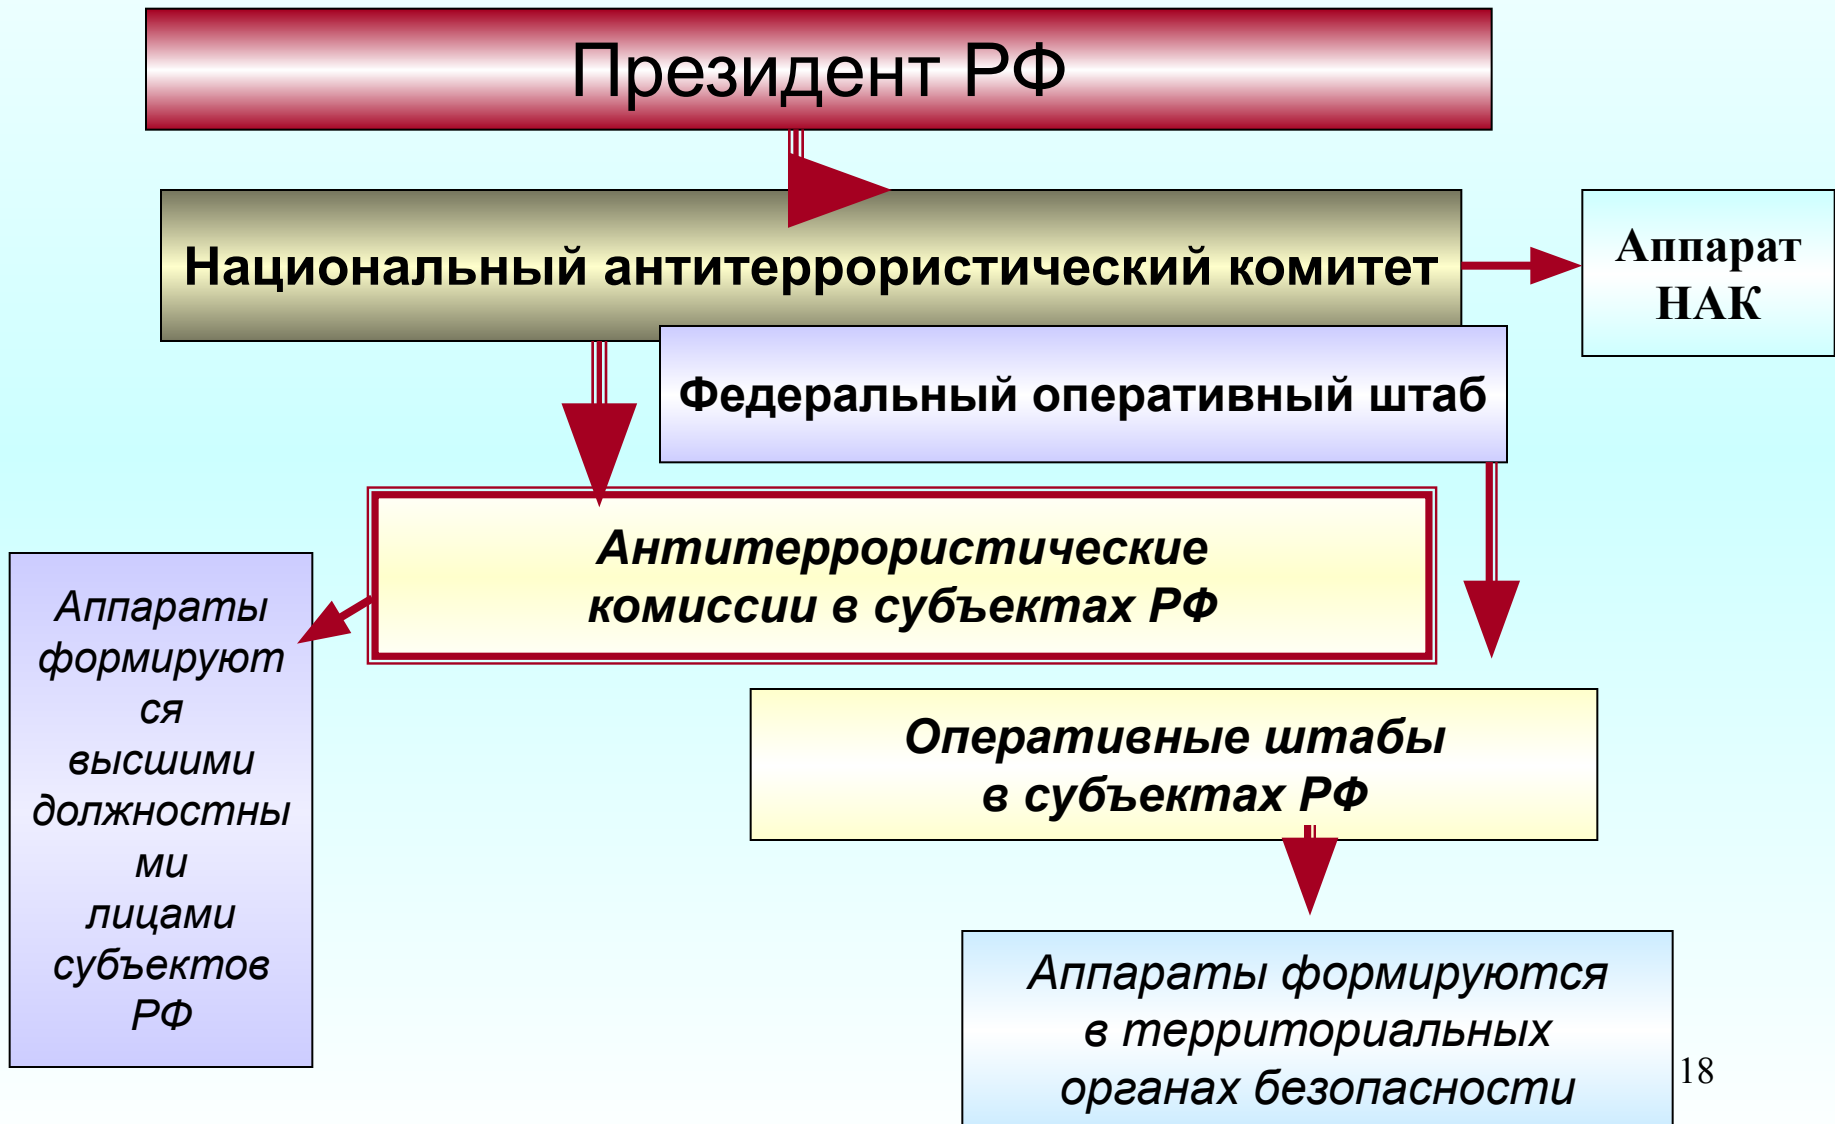 Президент РФ
Национальный антитеррористический комитет
Аппарат
НАК
Федеральный оперативный штаб
Антитеррористические
комиссии в субъектах РФ
Аппараты
формируют
ся
высшими
должностны
ми
лицами
субъектов
РФ
Оперативные штабы
в субъектах РФ
Аппараты формируются
в территориальных
органах безопасности
18